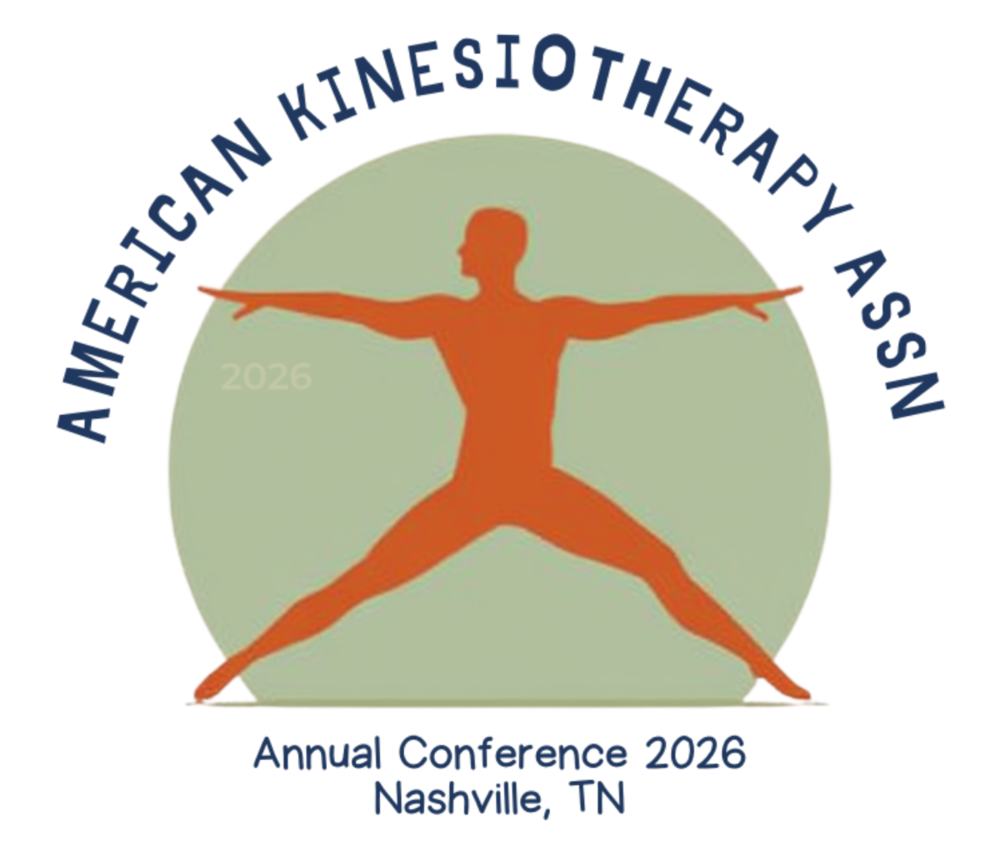 AMERICAN KINESIOTHERAPY ASSN
2026
Annual Conference 2026
Nashville, TN